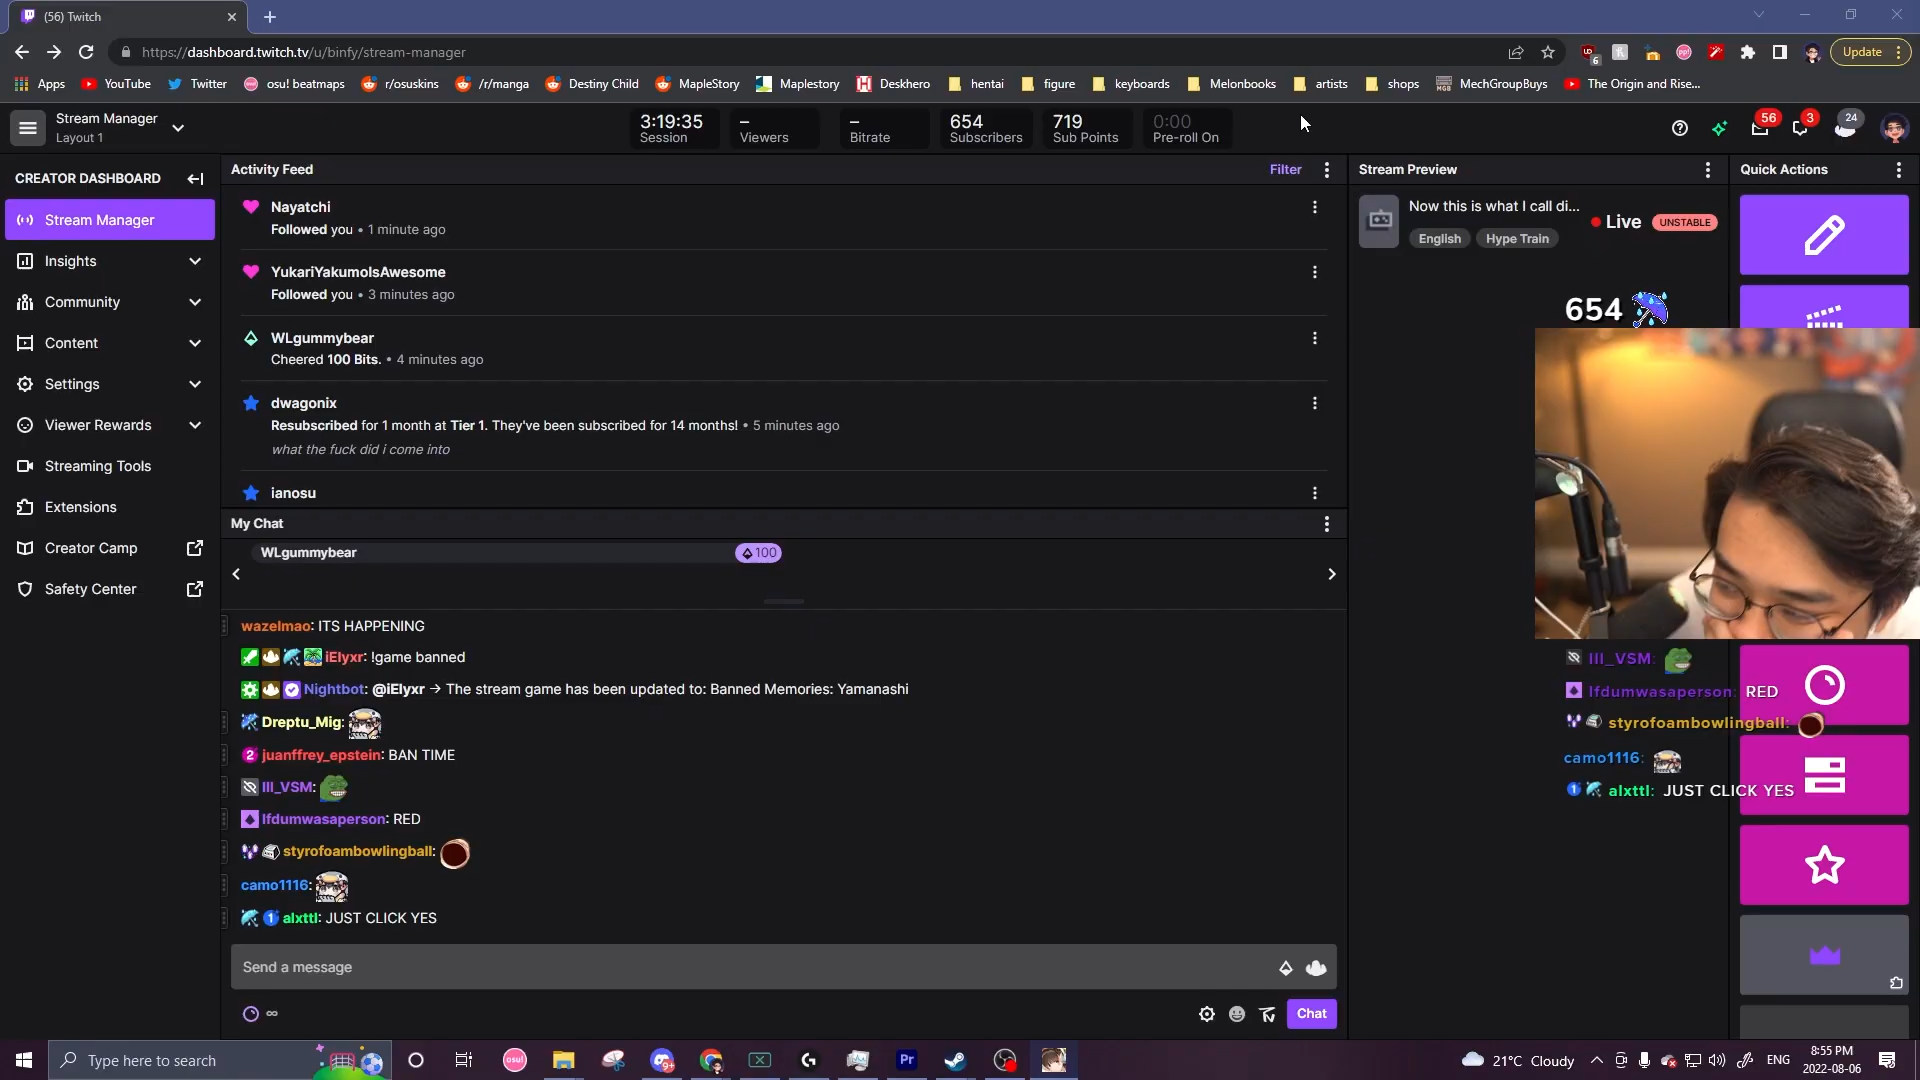 (56) Twitch
https://dashboard.twitch.tv/u/binfy/stream-manager
Update
Apps YouTube Twitter osu! beatmaps r/osuskins /r/manga Destiny Child MapleStory Maplestory Deskhero hentai figure keyboards Melonbooks artists shops MechGroupBuys The Origin and Rise...
Stream Manager
Layout 1
3:19:35
Session
–
Viewers
–
Bitrate
654
Subscribers
719
Sub Points
0:00
Pre-roll On
56
3
24
CREATOR DASHBOARD
Stream Manager
Insights
Community
Content
Settings
Viewer Rewards
Streaming Tools
Extensions
Creator Camp
Safety Center
Activity Feed
Filter
Nayatchi
Followed you • 1 minute ago
YukariYakumoIsAwesome
Followed you • 3 minutes ago
WLgummybear
Cheered 100 Bits. • 4 minutes ago
dwagonix
Resubscribed for 1 month at Tier 1. They've been subscribed for 14 months! • 5 minutes ago
what the fuck did i come into
ianosu
My Chat
WLgummybear 100
wazelmao: ITS HAPPENING
iElyxr: !game banned
Nightbot: @iElyxr → The stream game has been updated to: Banned Memories: Yamanashi
Dreptu_Mig:
2 juanffrey_epstein: BAN TIME
III_VSM:
Ifdumwasaperson: RED
styrofoambowlingball:
camo1116:
1 alxttl: JUST CLICK YES
Send a message
∞
Chat
Stream Preview
Now this is what I call di...
English Hype Train
Live UNSTABLE
654
III_VSM:
Ifdumwasaperson: RED
styrofoambowlingball:
camo1116:
1 alxttl: JUST CLICK YES
Quick Actions
Type here to search
osu!
9+
Pr
21°C Cloudy
ENG
8:55 PM
2022-08-06